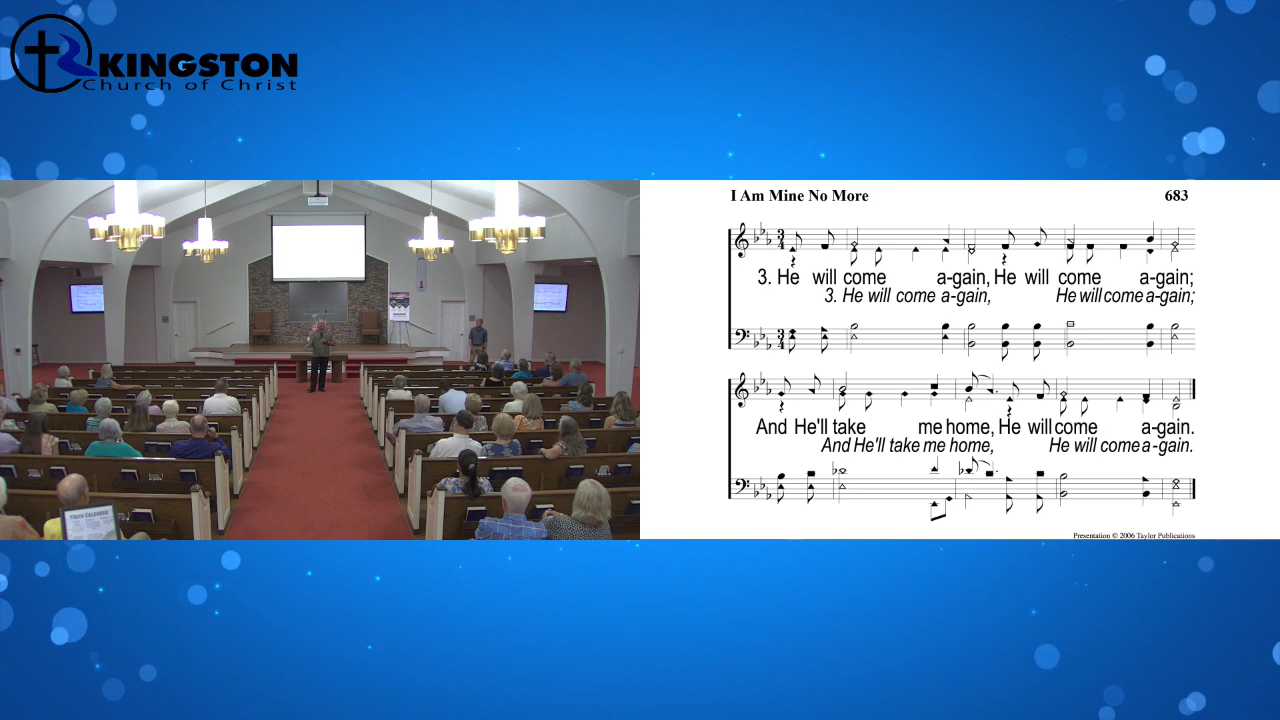 KINGSTON
Church of Christ
I Am Mine No More 683
3. He will come a-gain, He will come a-gain;
3. He will come a-gain, He will come a-gain;
And He'll take me home, He will come a-gain.
And He'll take me home, He will come a-gain.
Presentation © 2006 Taylor Publications
YOUTH CALENDAR